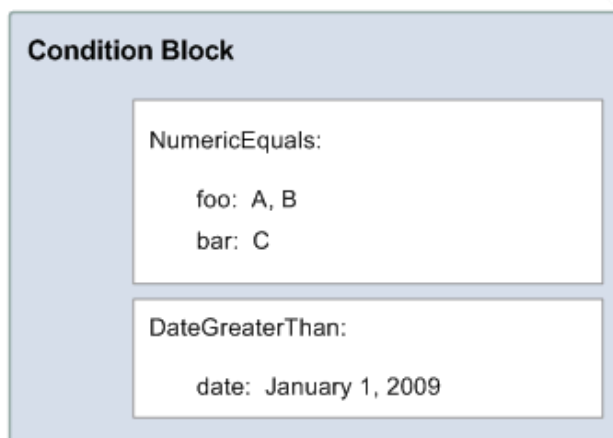 Condition Block
NumericEquals:
foo: A, B
bar: C
DateGreaterThan:
date: January 1, 2009